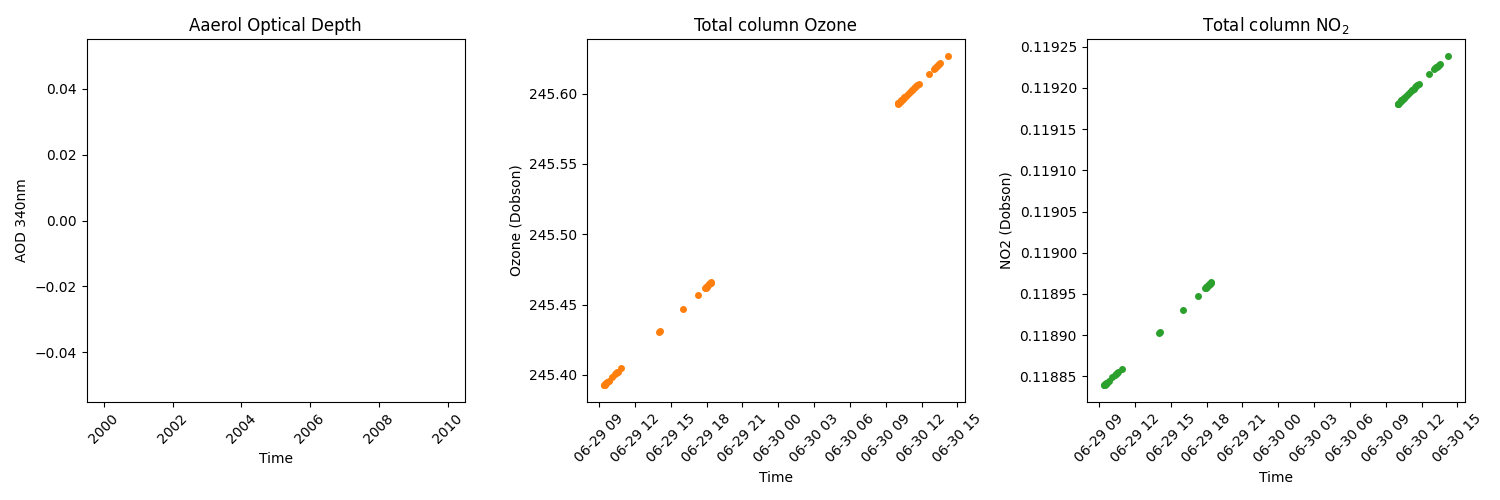 Aaerol Optical Depth
AOD 340nm
0.04
0.02
0.00
−0.02
−0.04
2000 2002 2004 2006 2008 2010
Time
Total column Ozone
Ozone (Dobson)
245.60
245.55
245.50
245.45
245.40
06-29 09 06-29 12 06-29 15 06-29 18 06-29 21 06-30 00 06-30 03 06-30 06 06-30 09 06-30 12 06-30 15
Time
Total column NO₂
NO2 (Dobson)
0.11925
0.11920
0.11915
0.11910
0.11905
0.11900
0.11895
0.11890
0.11885
06-29 09 06-29 12 06-29 15 06-29 18 06-29 21 06-30 00 06-30 03 06-30 06 06-30 09 06-30 12 06-30 15
Time